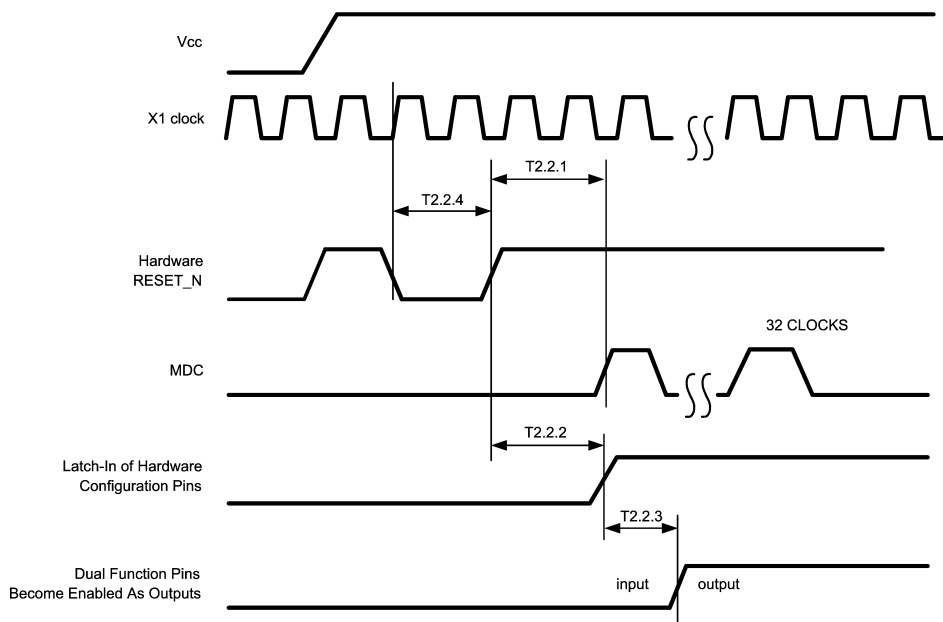 Vcc
X1 clock
T2.2.1
T2.2.4
Hardware
RESET_N
32 CLOCKS
MDC
T2.2.2
Latch-In of Hardware
Configuration Pins
T2.2.3
Dual Function Pins
Become Enabled As Outputs
input
output